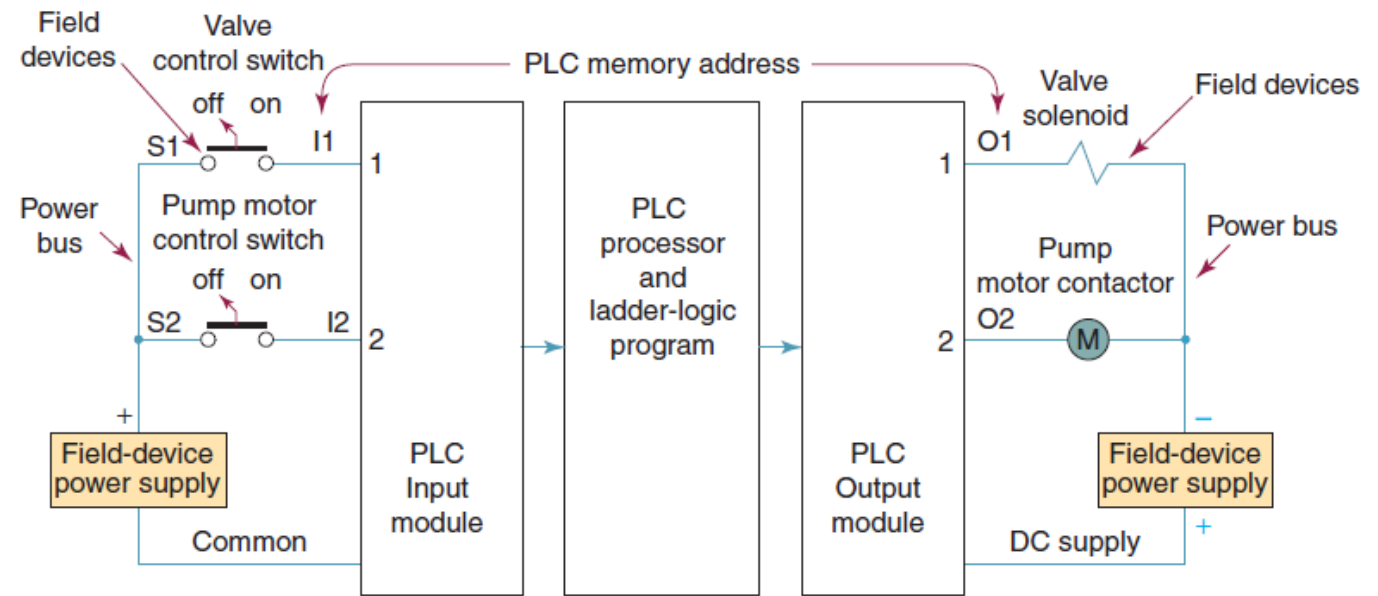 Field
devices
Valve
control switch
off on
PLC memory address
Valve
solenoid
Field devices
S1
I1
1
1
O1
Power
bus
Pump motor
control switch
off on
S2
I2
2
PLC
processor
and
ladder-logic
program
Power bus
Pump
motor contactor
2
O2
M
+
Field-device
power supply
Common
PLC
Input
module
PLC
Output
module
−
Field-device
power supply
+
DC supply